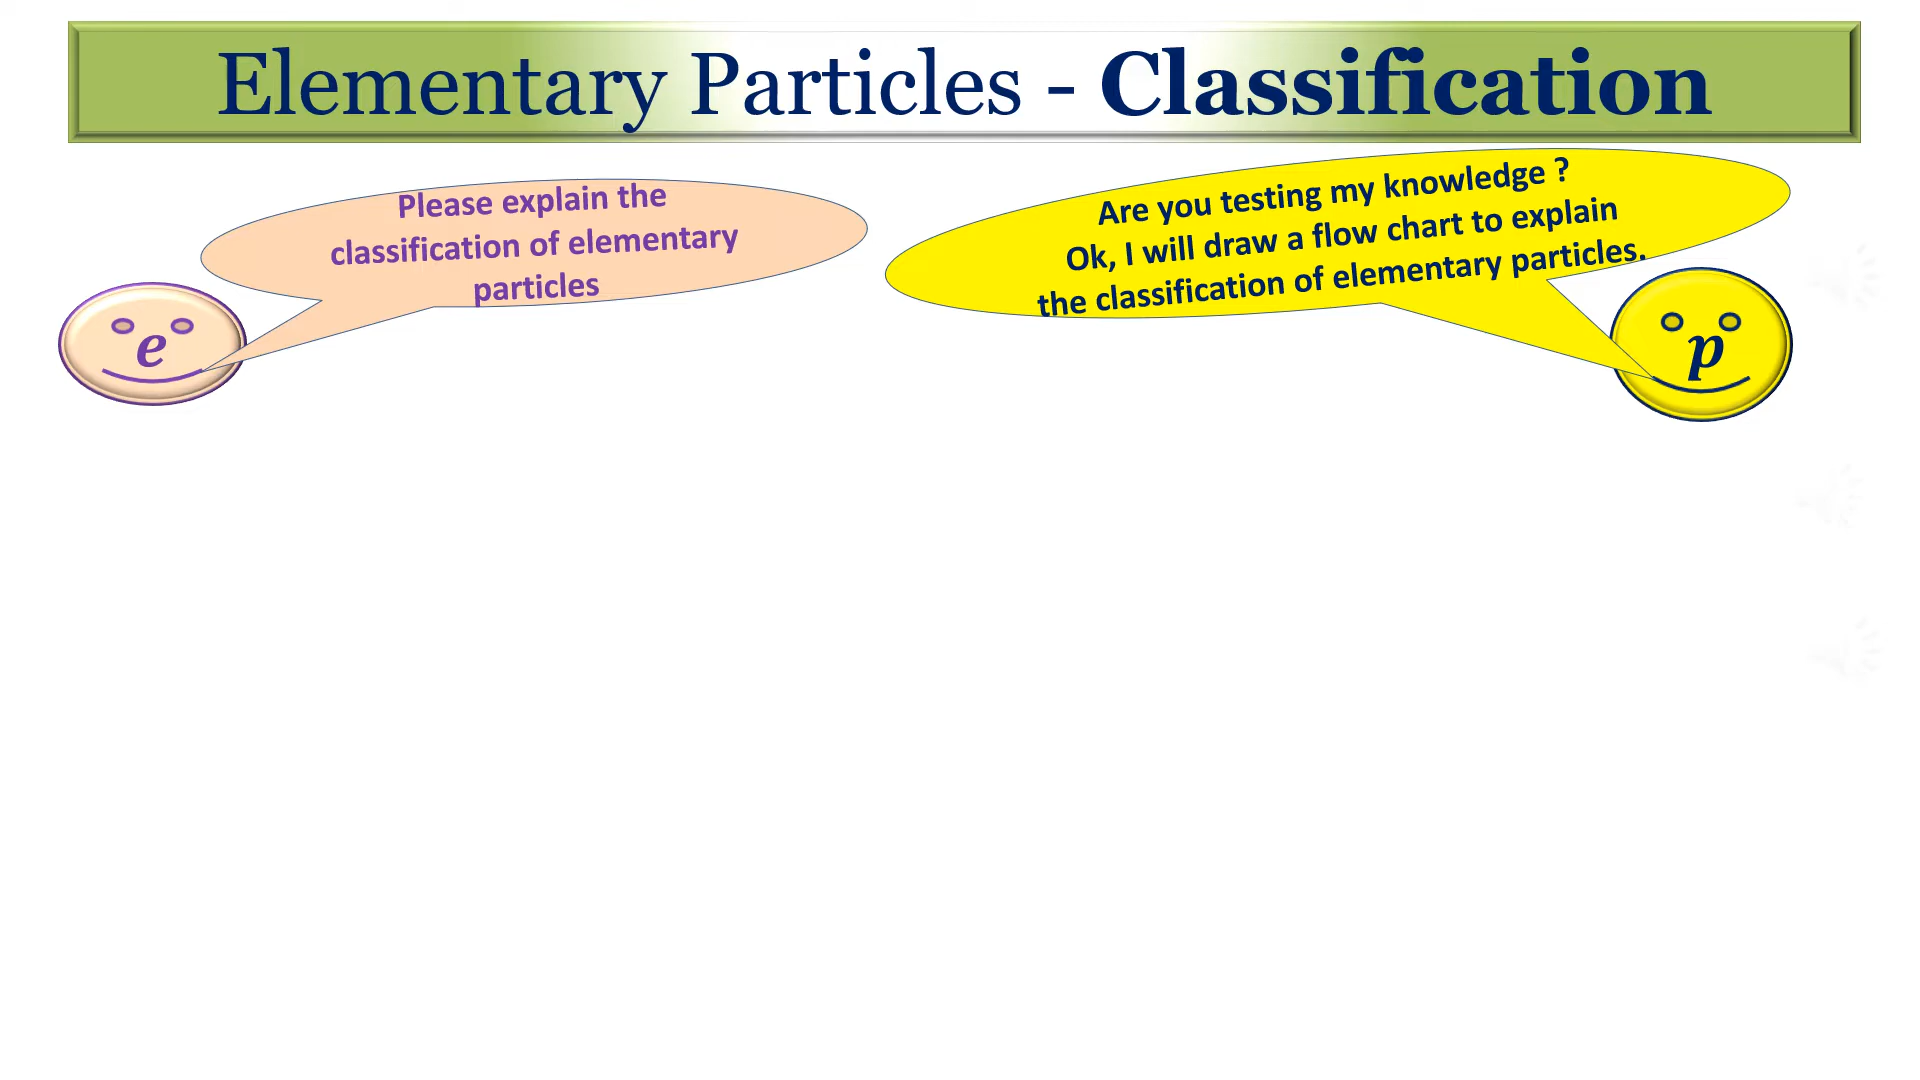 Elementary Particles - Classification
Please explain the
classification of elementary
particles
Are you testing my knowledge ?
Ok, I will draw a flow chart to explain
the classification of elementary particles.
e
p